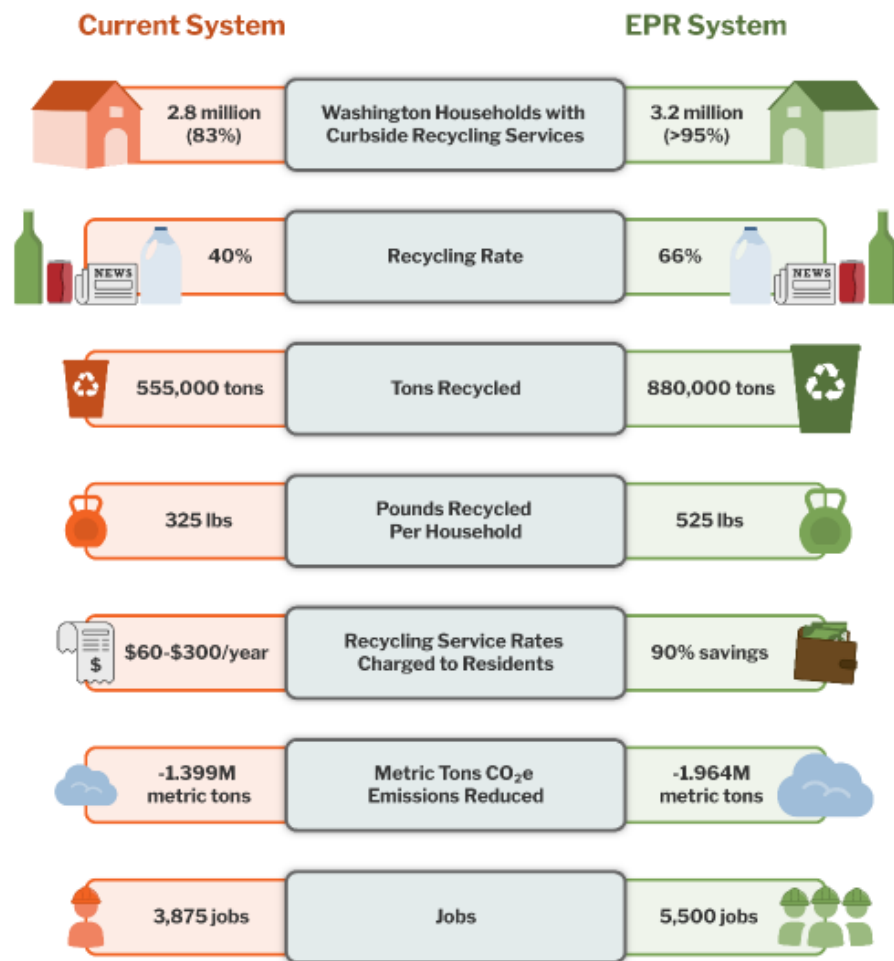 Current System
EPR System
2.8 million
(83%)
Washington Households with
Curbside Recycling Services
3.2 million
(>95%)
NEWS
40%
Recycling Rate
66%
NEWS
555,000 tons
Tons Recycled
880,000 tons
325 lbs
Pounds Recycled
Per Household
525 lbs
$
$60-$300/year
Recycling Service Rates
Charged to Residents
90% savings
-1.399M
metric tons
Metric Tons CO₂e
Emissions Reduced
-1.964M
metric tons
3,875 jobs
Jobs
5,500 jobs